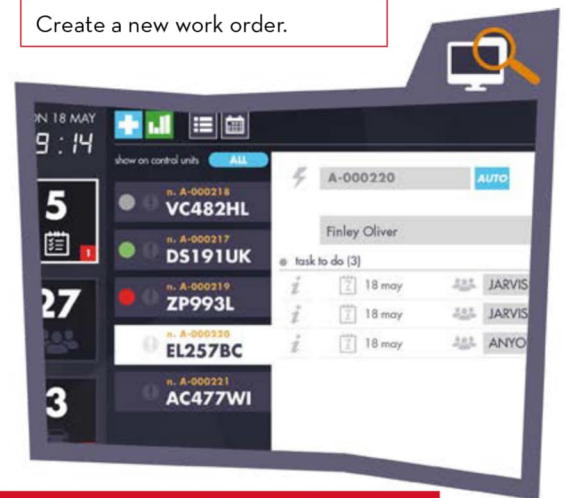 Create a new work order.
ON 18 MAY
9 : 14
show on control units ALL
5
1
27
3
n. A-000218
VC482HL
n. A-000217
DS191UK
n. A-000219
ZP993L
n. A-000220
EL257BC
n. A-000221
AC477WI
A-000220 AUTO
Finley Oliver
task to do (3)
i 18 may JARVIS
i 18 may JARVIS
i 18 may ANYO